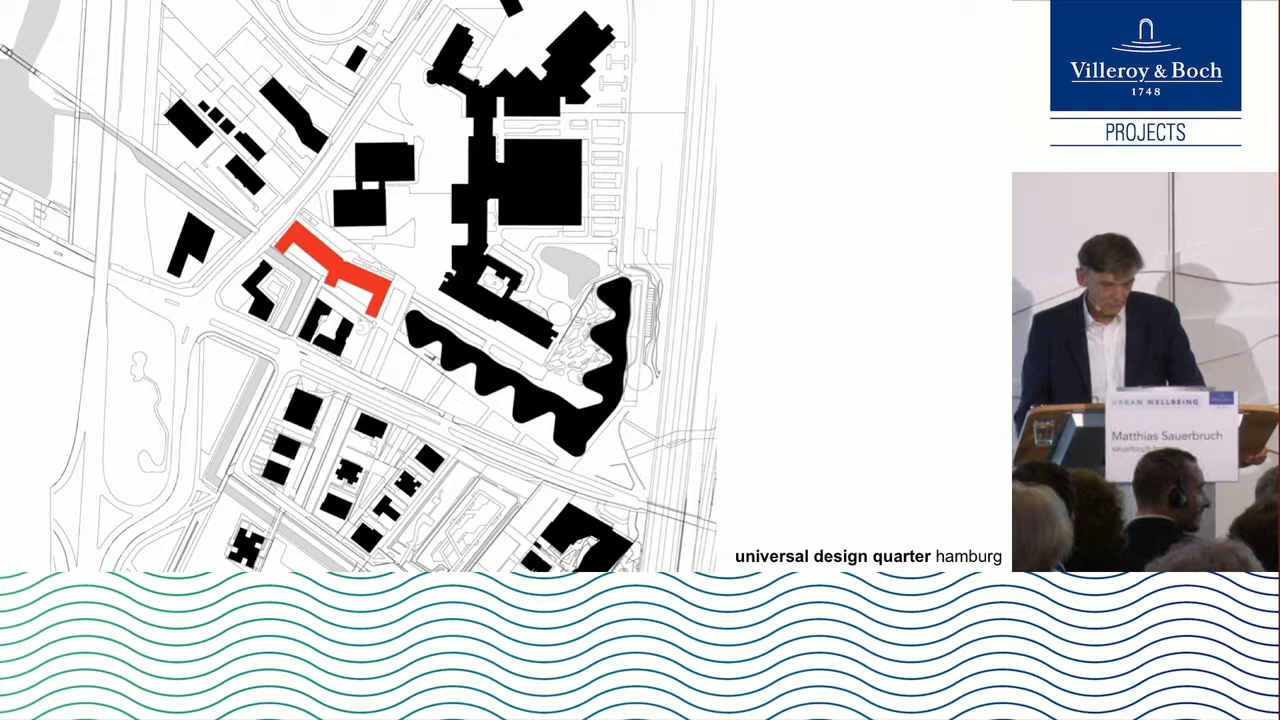 Villeroy & Boch
1748
PROJECTS
URBAN WELLBEING
Matthias Sauerbruch
universal design quarter hamburg